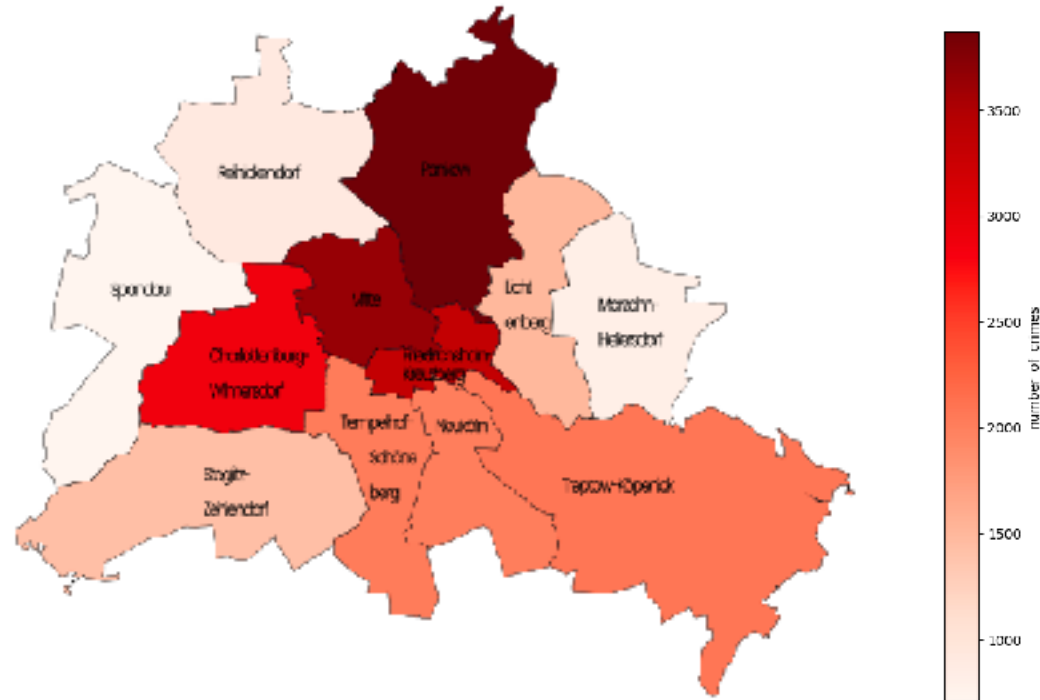 Reinickendorf
Pankow
Spandau
Mitte
Licht
enberg
Marzahn-
Hellersdorf
Charlottenburg-
Wilmersdorf
Friedrichshain-
Kreuzberg
Tempelhof-
Schöne
berg
Neukölln
Steglitz-
Zehlendorf
Treptow-Köpenick
3500
3000
2500
2000
1500
1000
number of crimes